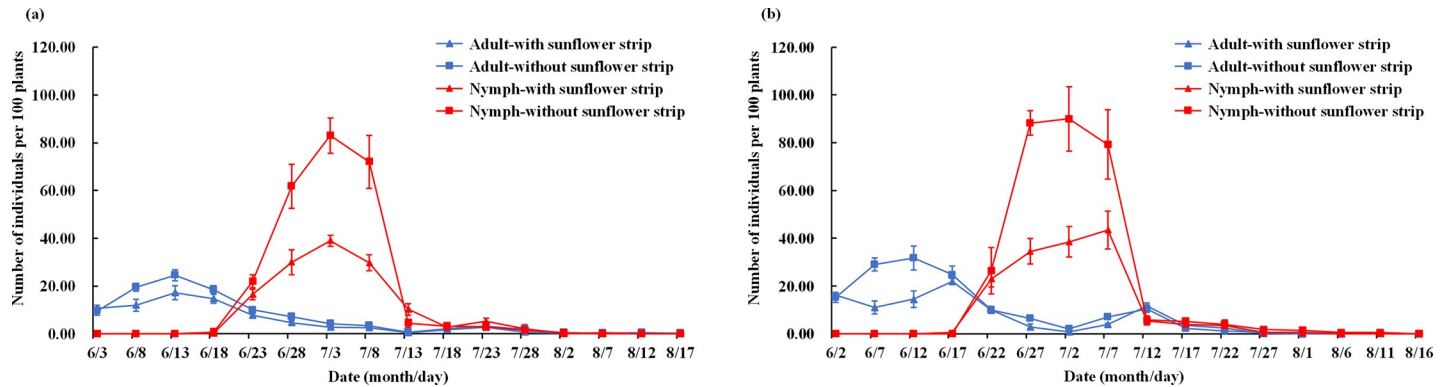 (a)
Number of individuals per 100 plants
120.00
100.00
80.00
60.00
40.00
20.00
0.00
Adult-with sunflower strip
Adult-without sunflower strip
Nymph-with sunflower strip
Nymph-without sunflower strip
6/3 6/8 6/13 6/18 6/23 6/28 7/3 7/8 7/13 7/18 7/23 7/28 8/2 8/7 8/12 8/17
Date (month/day)
(b)
Number of individuals per 100 plants
120.00
100.00
80.00
60.00
40.00
20.00
0.00
Adult-with sunflower strip
Adult-without sunflower strip
Nymph-with sunflower strip
Nymph-without sunflower strip
6/2 6/7 6/12 6/17 6/22 6/27 7/2 7/7 7/12 7/17 7/22 7/27 8/1 8/6 8/11 8/16
Date (month/day)